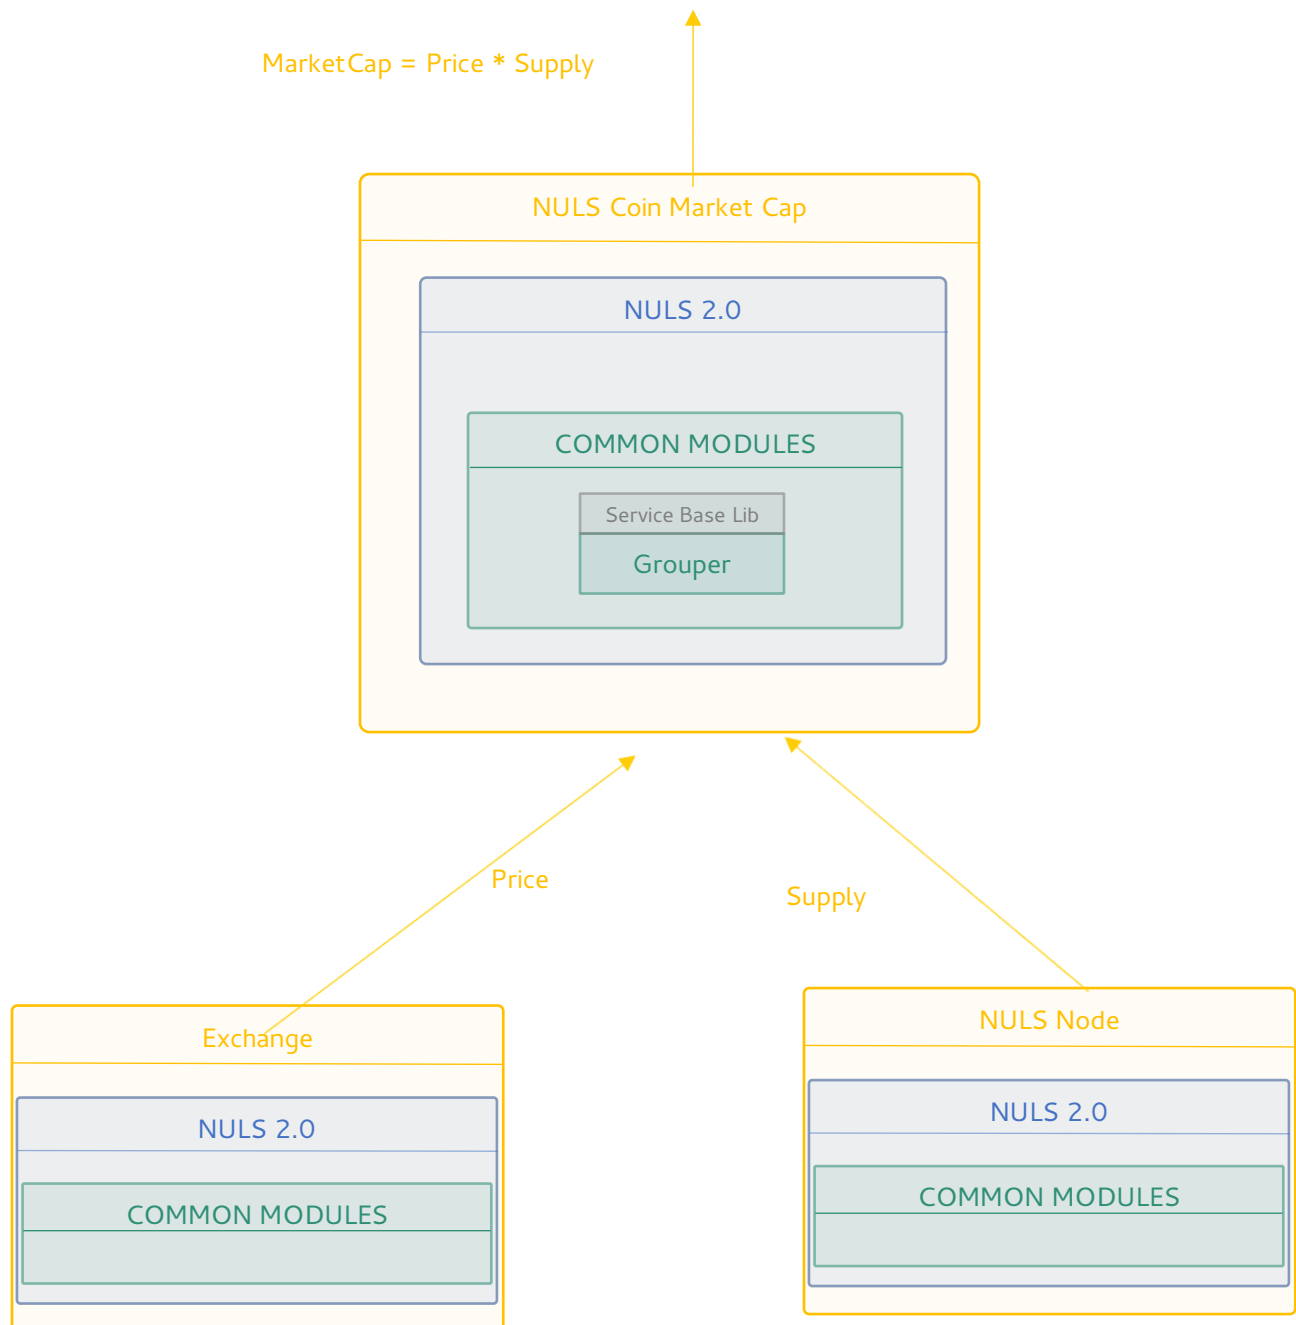 MarketCap = Price * Supply
NULS Coin Market Cap
NULS 2.0
COMMON MODULES
Service Base Lib
Grouper
Price
Supply
Exchange
NULS 2.0
COMMON MODULES
NULS Node
NULS 2.0
COMMON MODULES